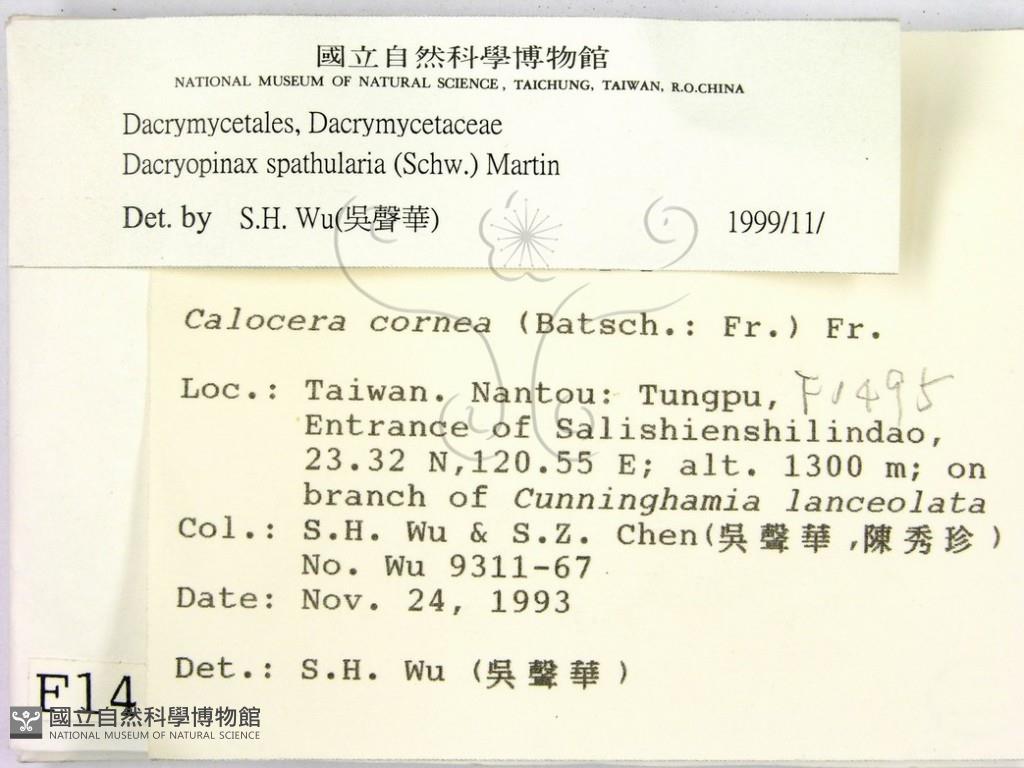 國立自然科學博物館
NATIONAL MUSEUM OF NATURAL SCIENCE, TAICHUNG, TAIWAN, R.O.CHINA
Dacrymycetales, Dacrymycetaceae
Dacryopinax spathularia (Schw.) Martin
Det. by S.H. Wu(吳聲華) 1999/11/
Calocera cornea (Batsch.: Fr.) Fr.
Loc.: Taiwan. Nantou: Tungpu, F1495
Entrance of Salishienshilindao,
23.32 N,120.55 E; alt. 1300 m; on
branch of Cunninghamia lanceolata
Col.: S.H. Wu & S.Z. Chen(吳聲華,陳秀珍)
No. Wu 9311-67
Date: Nov. 24, 1993
Det.: S.H. Wu (吳聲華)
F14
國立自然科學博物館
NATIONAL MUSEUM OF NATURAL SCIENCE